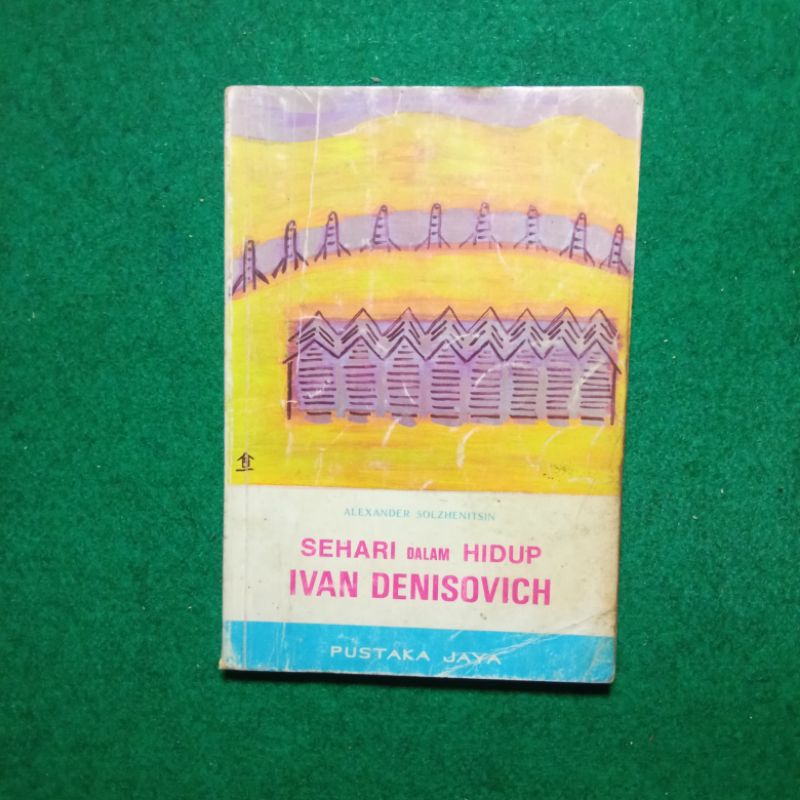 ALEXANDER SOLZHENITSIN
SEHARI DALAM HIDUP
IVAN DENISOVICH
PUSTAKA JAYA